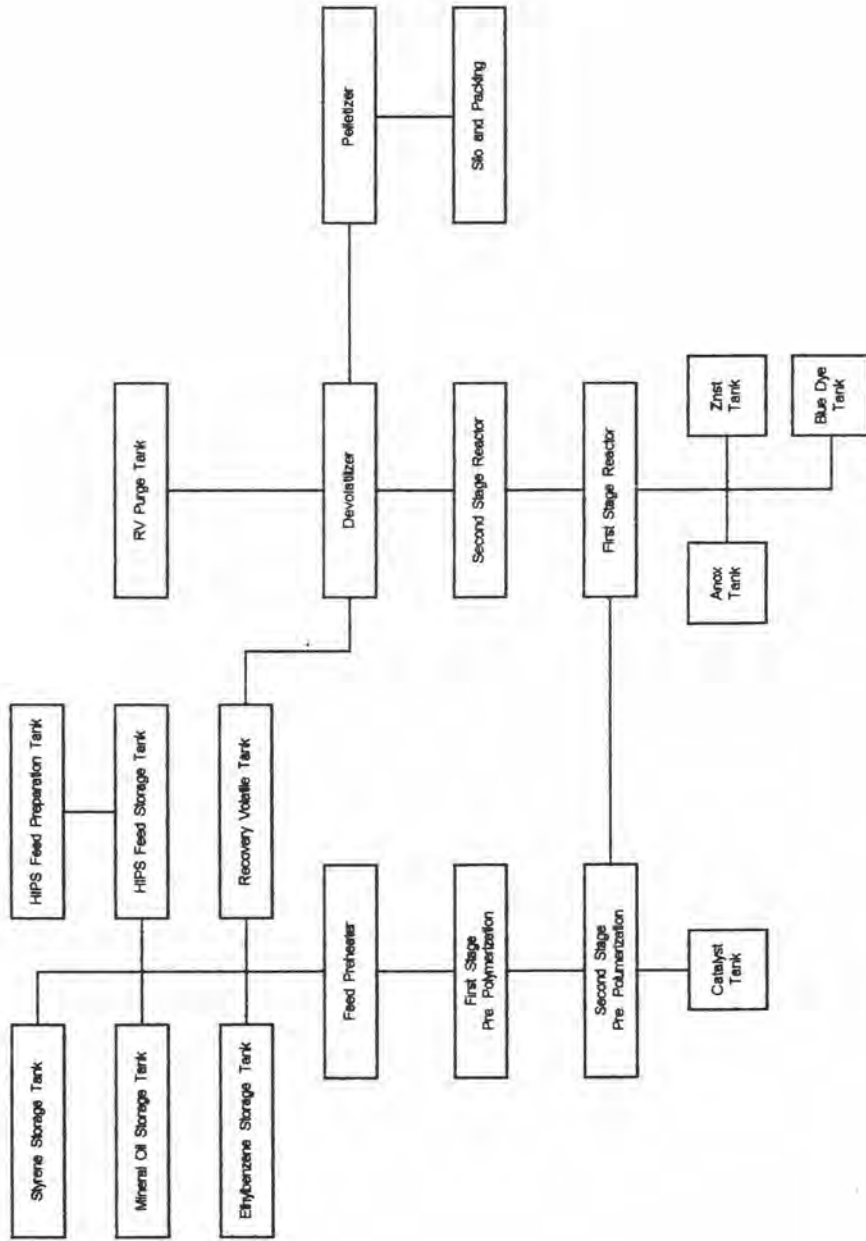 Styrene Storage Tank
HIPS Feed Preparation Tank
Mineral Oil Storage Tank
HIPS Feed Storage Tank
RV Purge Tank
Ethylbenzene Storage Tank
Recovery Volatile Tank
Feed Preheater
Devolatilizer
Pelletizer
First Stage
Pre. Polymerization
Second Stage Reactor
Silo and Packing
Second Stage
Pre. Polumerization
First Stage Reactor
Catalyst
Tank
Anox
Tank
Znst
Tank
Blue Dye
Tank